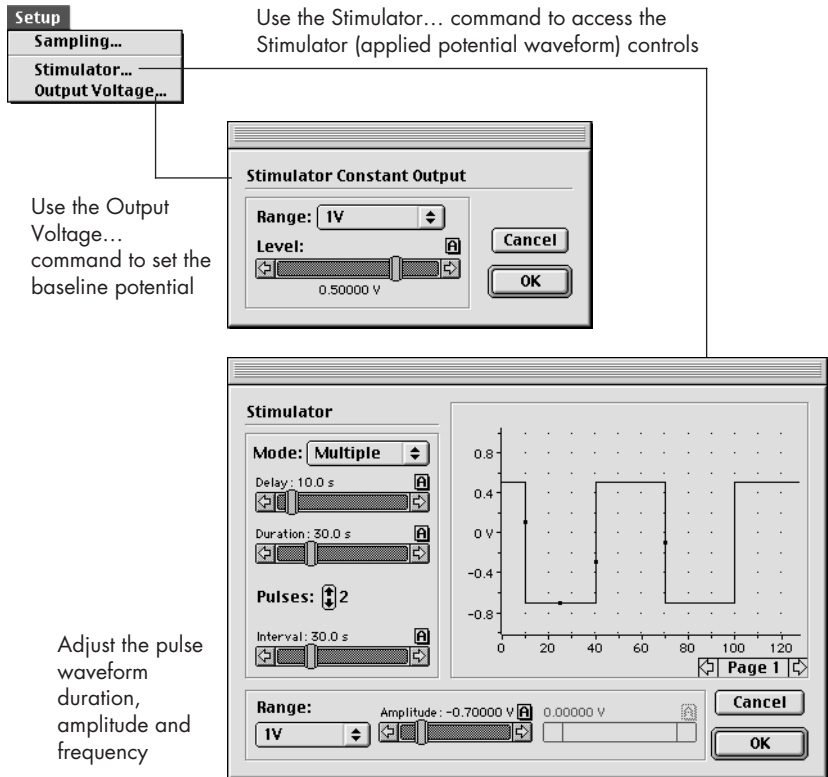 Setup
Sampling...
Stimulator...
Output Voltage...
Use the Stimulator… command to access the
Stimulator (applied potential waveform) controls
Use the Output
Voltage…
command to set the
baseline potential
Stimulator Constant Output
Range: 1V
Level: A
0.50000 V
Cancel
OK
Stimulator
Mode: Multiple
Delay: 10.0 s A
Duration: 30.0 s A
Pulses: 2
Interval: 30.0 s A
0.8
0.4
0 V
-0.4
-0.8
0 20 40 60 80 100 120
Page 1
Adjust the pulse
waveform
duration,
amplitude and
frequency
Range:
1V
Amplitude: -0.70000 V A
0.00000 V A
Cancel
OK